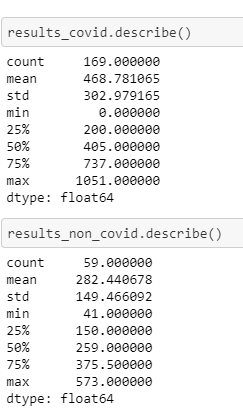 results_covid.describe()
count 169.000000
mean 468.781065
std 302.979165
min 0.000000
25% 200.000000
50% 405.000000
75% 737.000000
max 1051.000000
dtype: float64
results_non_covid.describe()
count 59.000000
mean 282.440678
std 149.466092
min 41.000000
25% 150.000000
50% 259.000000
75% 375.500000
max 573.000000
dtype: float64